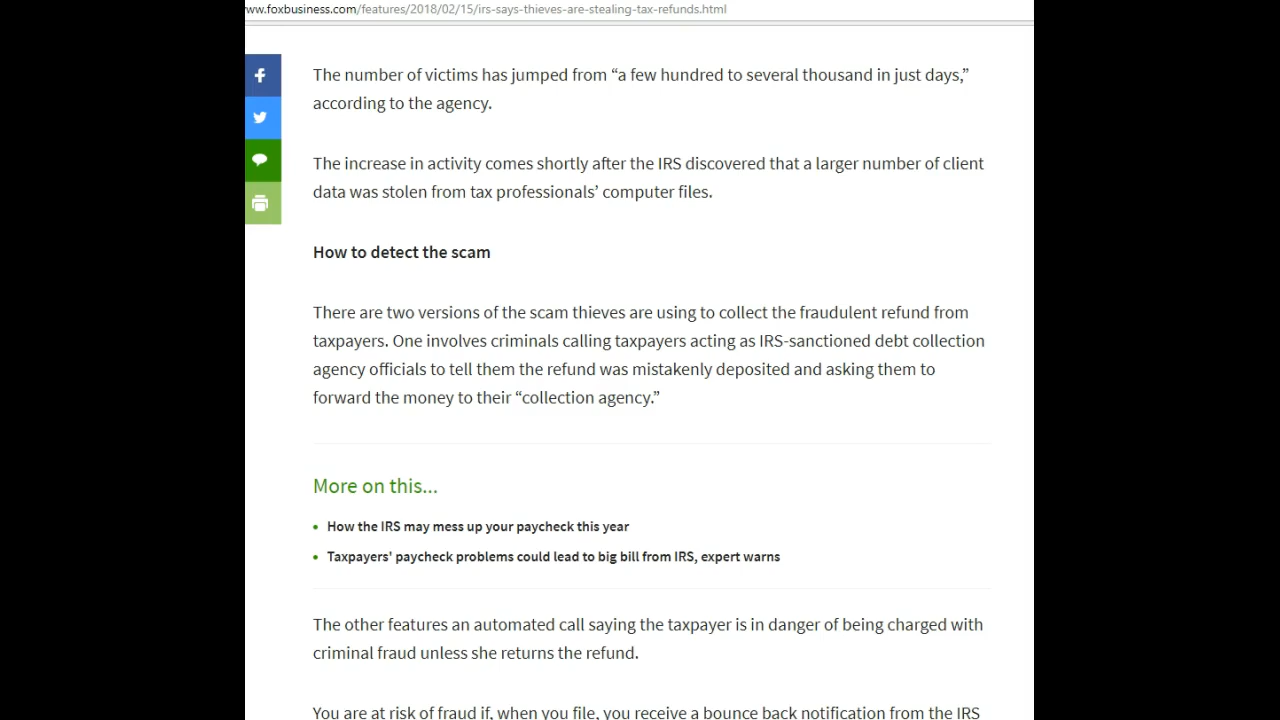 ww.foxbusiness.com/features/2018/02/15/irs-says-thieves-are-stealing-tax-refunds.html
The number of victims has jumped from “a few hundred to several thousand in just days,”
according to the agency.
The increase in activity comes shortly after the IRS discovered that a larger number of client
data was stolen from tax professionals’ computer files.
How to detect the scam
There are two versions of the scam thieves are using to collect the fraudulent refund from
taxpayers. One involves criminals calling taxpayers acting as IRS-sanctioned debt collection
agency officials to tell them the refund was mistakenly deposited and asking them to
forward the money to their “collection agency.”
More on this...
How the IRS may mess up your paycheck this year
Taxpayers' paycheck problems could lead to big bill from IRS, expert warns
The other features an automated call saying the taxpayer is in danger of being charged with
criminal fraud unless she returns the refund.
You are at risk of fraud if, when you file, you receive a bounce back notification from the IRS